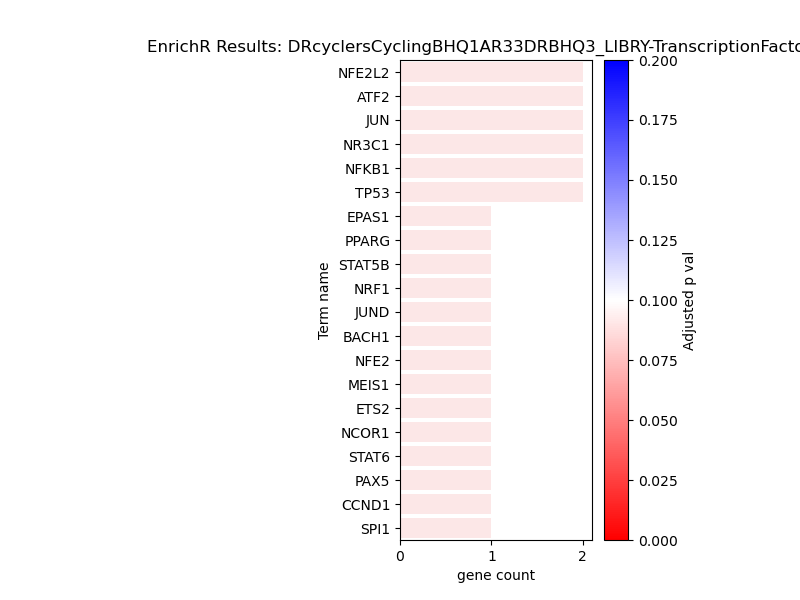 EnrichR Results: DRcyclersCyclingBHQ1AR33DRBHQ3_LIBRY-TranscriptionFacto
NFE2L2
ATF2
JUN
NR3C1
NFKB1
TP53
EPAS1
PPARG
STAT5B
NRF1
JUND
BACH1
NFE2
MEIS1
ETS2
NCOR1
STAT6
PAX5
CCND1
SPI1
Term name
0 1 2
gene count
0.200
0.175
0.150
0.125
0.100
0.075
0.050
0.025
0.000
Adjusted p val